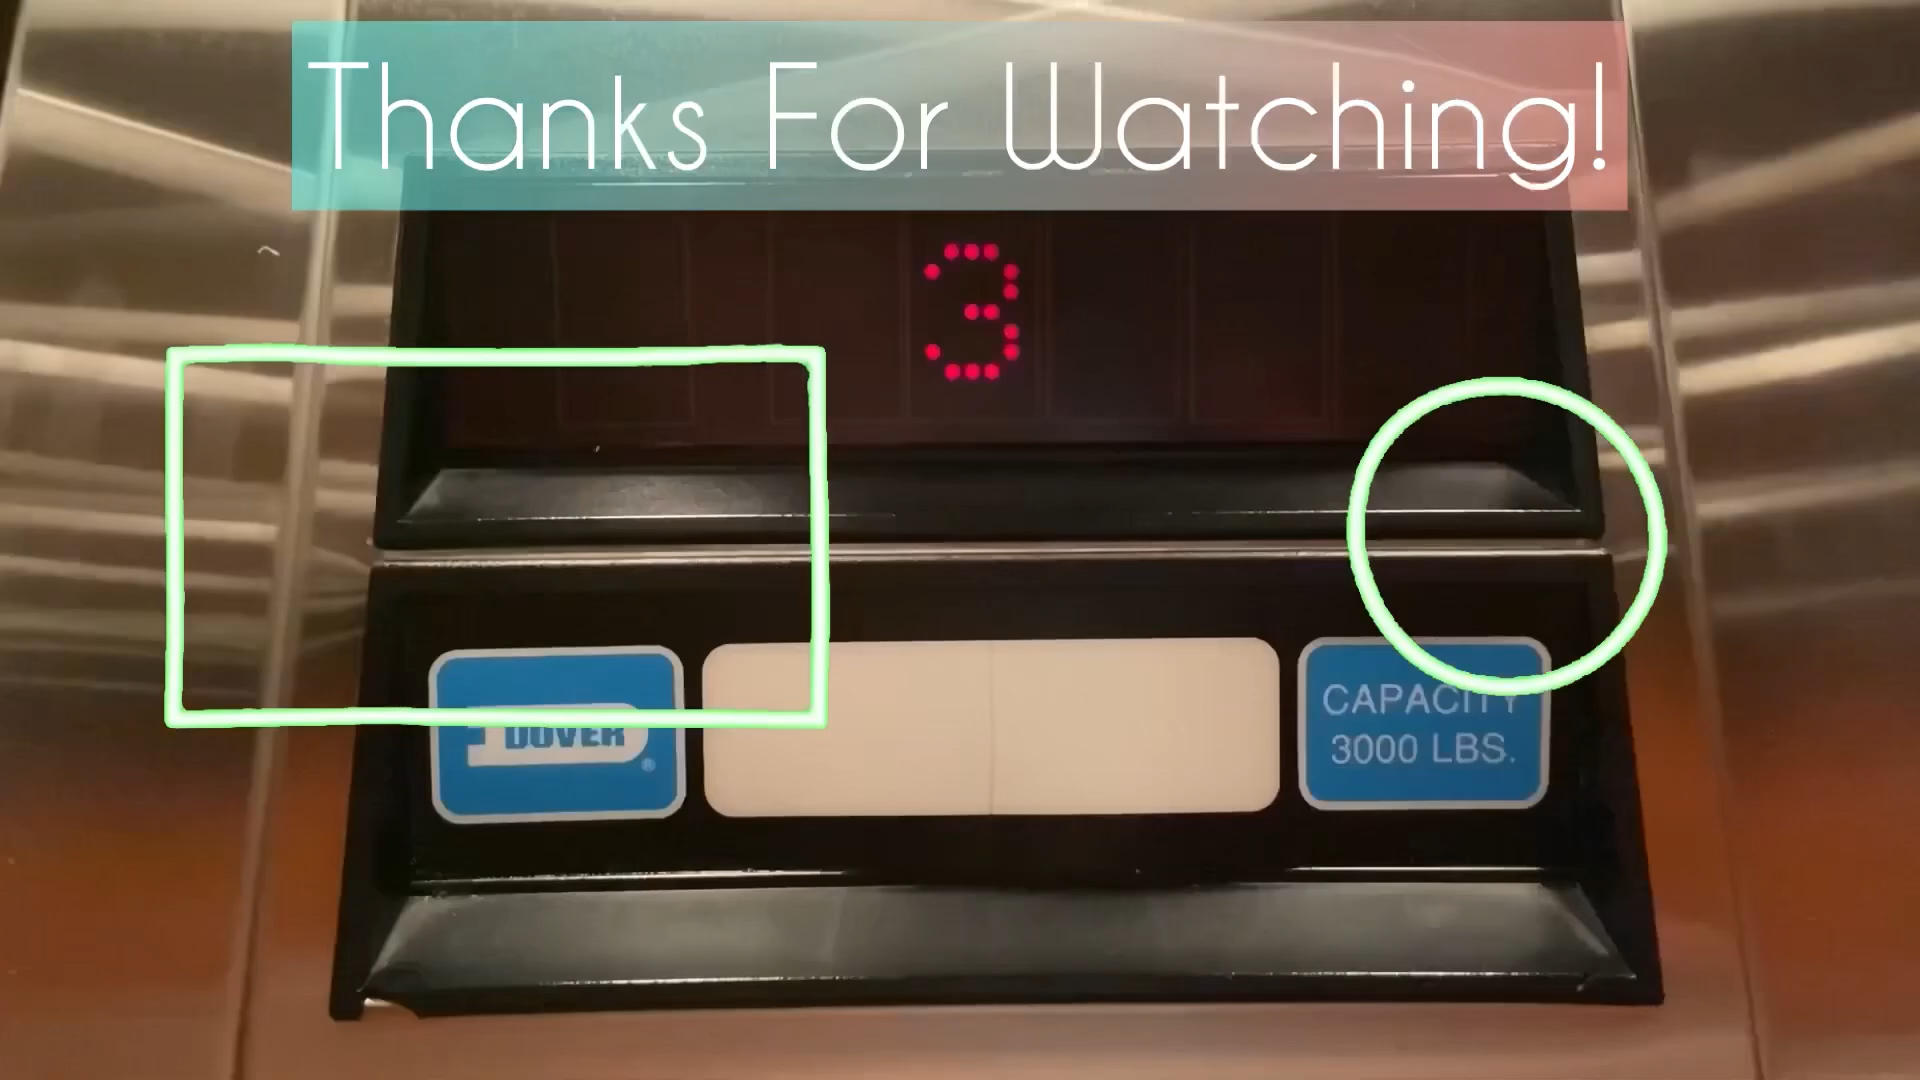 Thanks For Watching!
3
DOVER
®
CAPACITY
3000 LBS.